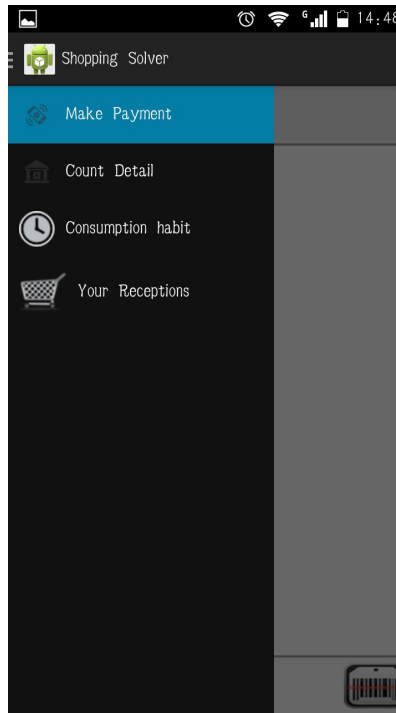 G 14:48
Shopping Solver
Make Payment
Count Detail
Consumption habit
Your Receptions